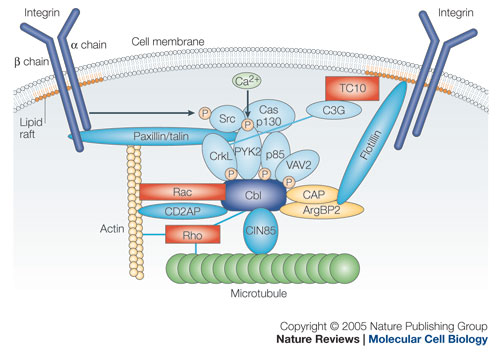 Integrin
Integrin
α chain
Cell membrane
β chain
Ca²⁺
TC10
P
Src
P
Cas
p130
C3G
Lipid
raft
Paxillin/talin
Flotillin
CrkL
PYK2
p85
VAV2
P
P
P
P
Rac
Cbl
CAP
CD2AP
ArgBP2
Actin
Rho
CIN85
Microtubule
Copyright © 2005 Nature Publishing Group
Nature Reviews | Molecular Cell Biology